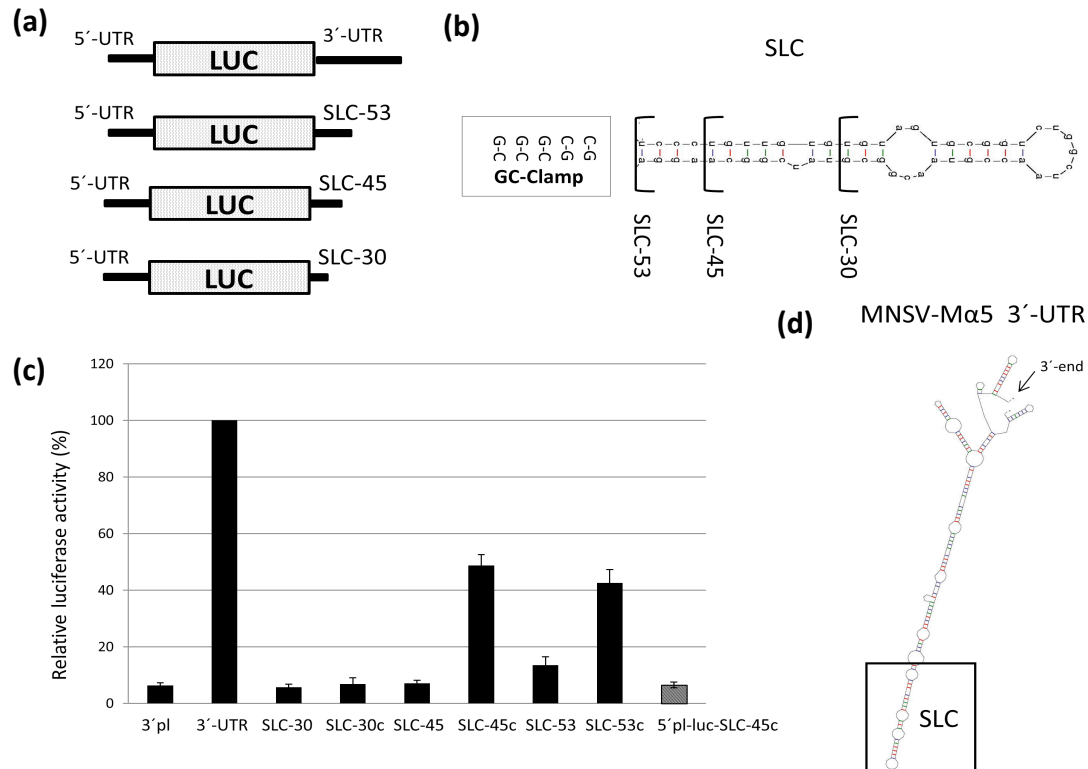 (a)
5´-UTR
3´-UTR
LUC
5´-UTR
SLC-53
LUC
5´-UTR
SLC-45
LUC
5´-UTR
SLC-30
LUC
(b)
SLC
G-C G-C G-C C-G C-G
GC-Clamp
SLC-53
SLC-45
SLC-30
(c)
Relative luciferase activity (%)
120
100
80
60
40
20
0
3´pl 3´-UTR SLC-30 SLC-30c SLC-45 SLC-45c SLC-53 SLC-53c 5´pl-luc-SLC-45c
(d)
MNSV-Mα5 3´-UTR
3´-end
SLC